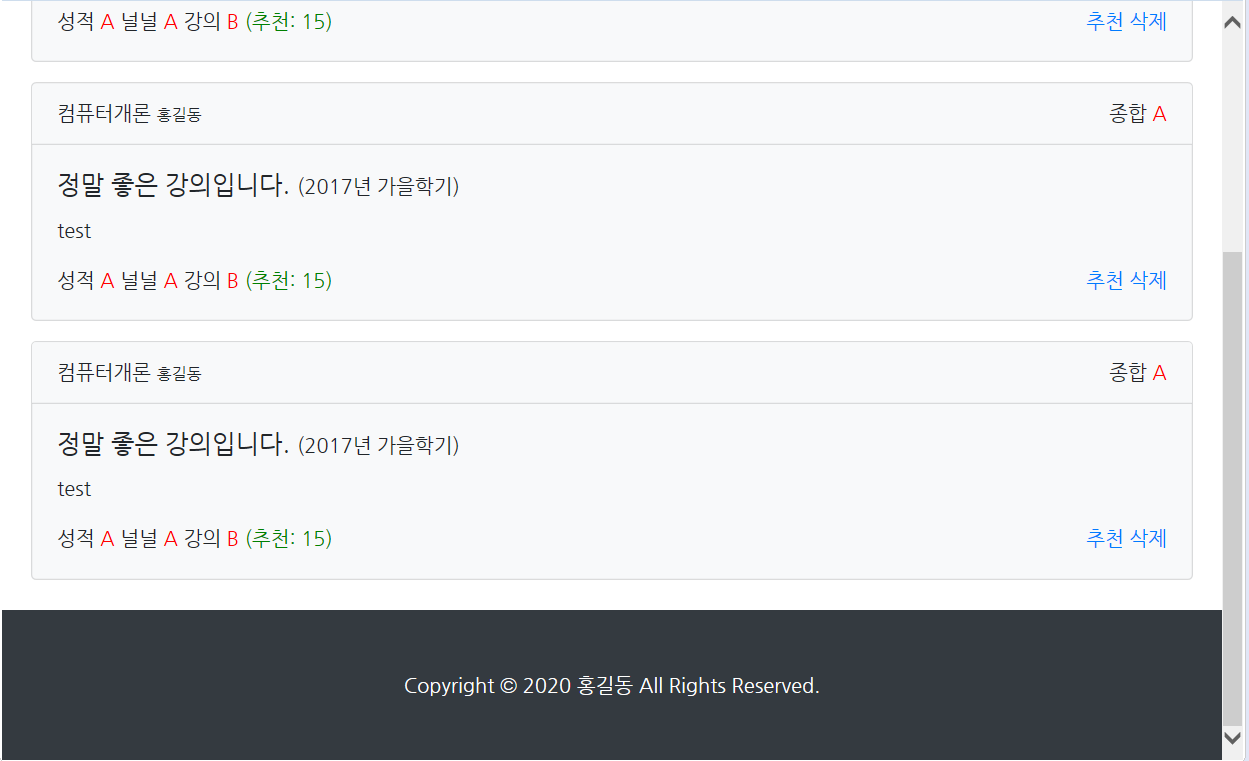 성적 A 널널 A 강의 B (추천: 15) 추천 삭제
컴퓨터개론 홍길동 종합 A
정말 좋은 강의입니다. (2017년 가을학기)
test
성적 A 널널 A 강의 B (추천: 15) 추천 삭제
컴퓨터개론 홍길동 종합 A
정말 좋은 강의입니다. (2017년 가을학기)
test
성적 A 널널 A 강의 B (추천: 15) 추천 삭제
Copyright © 2020 홍길동 All Rights Reserved.